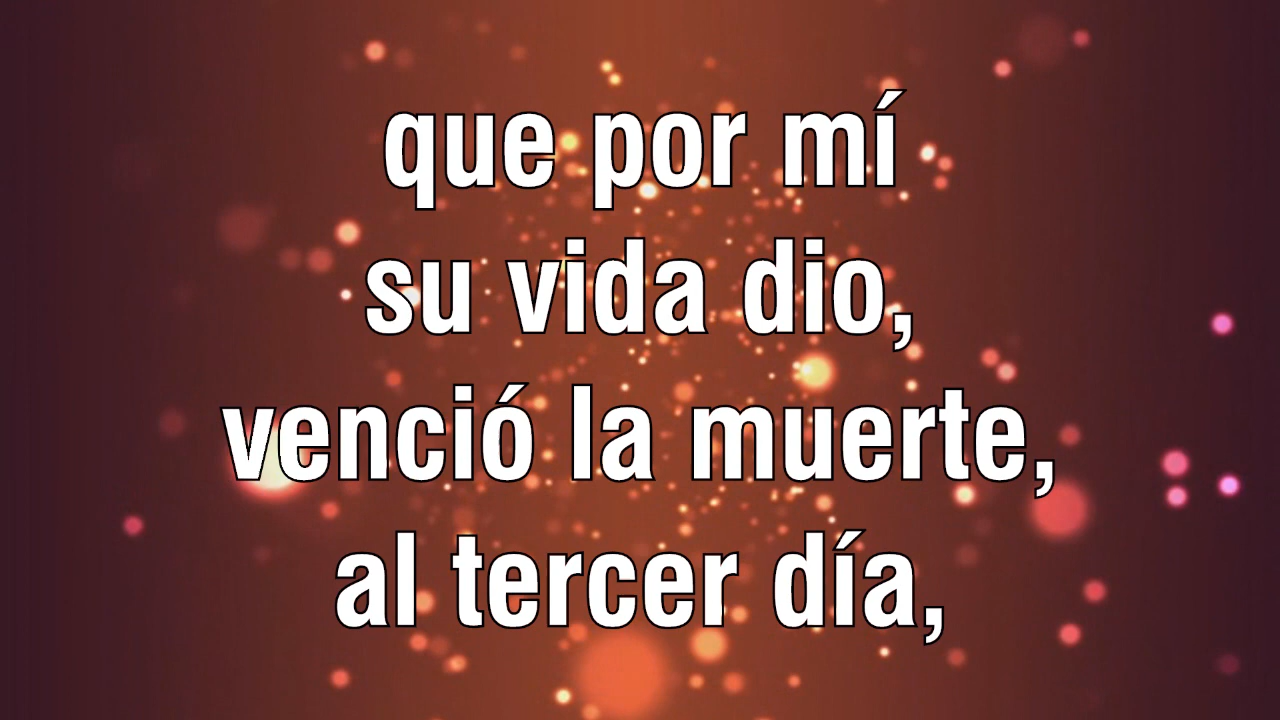 que por mí
su vida dio,
venció la muerte,
al tercer día,